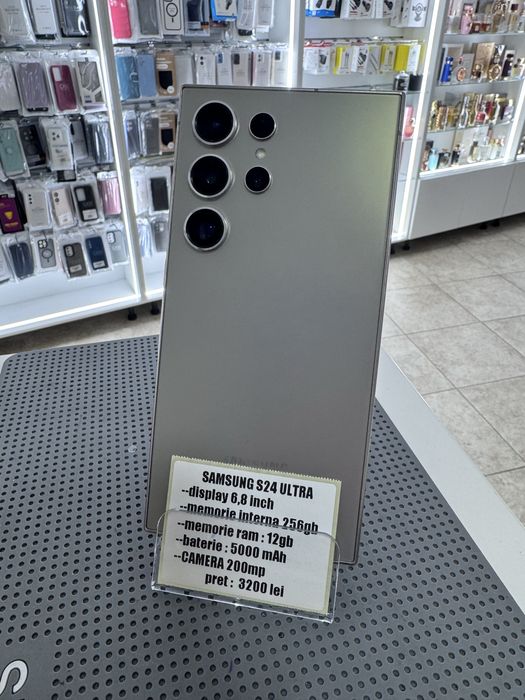 SAMSUNG
SAMSUNG S24 ULTRA
--display 6,8 inch
--memorie interna 256gb
--memorie ram : 12gb
--baterie : 5000 mAh
--CAMERA 200mp
pret : 3200 lei
S